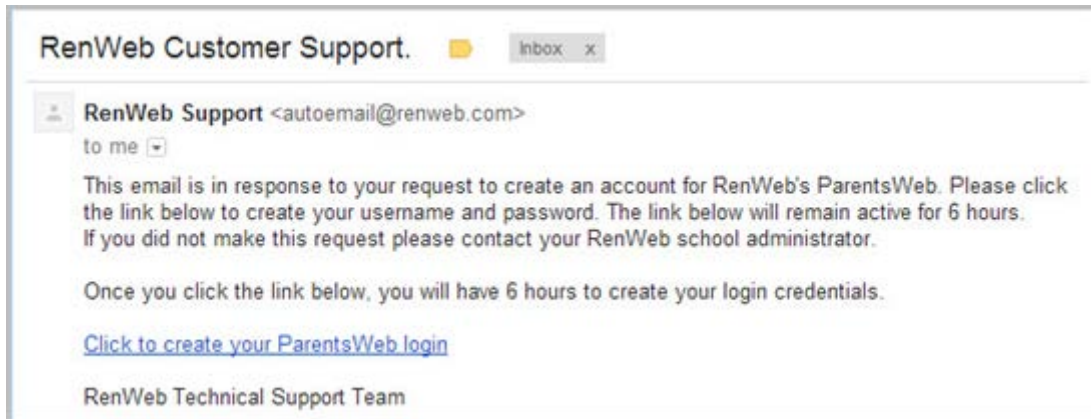 RenWeb Customer Support.
Inbox x
RenWeb Support <autoemail@renweb.com>
to me
This email is in response to your request to create an account for RenWeb's ParentsWeb. Please click
the link below to create your username and password. The link below will remain active for 6 hours.
If you did not make this request please contact your RenWeb school administrator.
Once you click the link below, you will have 6 hours to create your login credentials.
Click to create your ParentsWeb login
RenWeb Technical Support Team